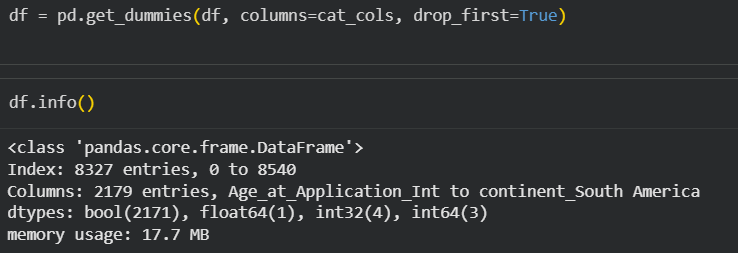 df = pd.get_dummies(df, columns=cat_cols, drop_first=True)
df.info()
<class 'pandas.core.frame.DataFrame'>
Index: 8327 entries, 0 to 8540
Columns: 2179 entries, Age_at_Application_Int to continent_South America
dtypes: bool(2171), float64(1), int32(4), int64(3)
memory usage: 17.7 MB